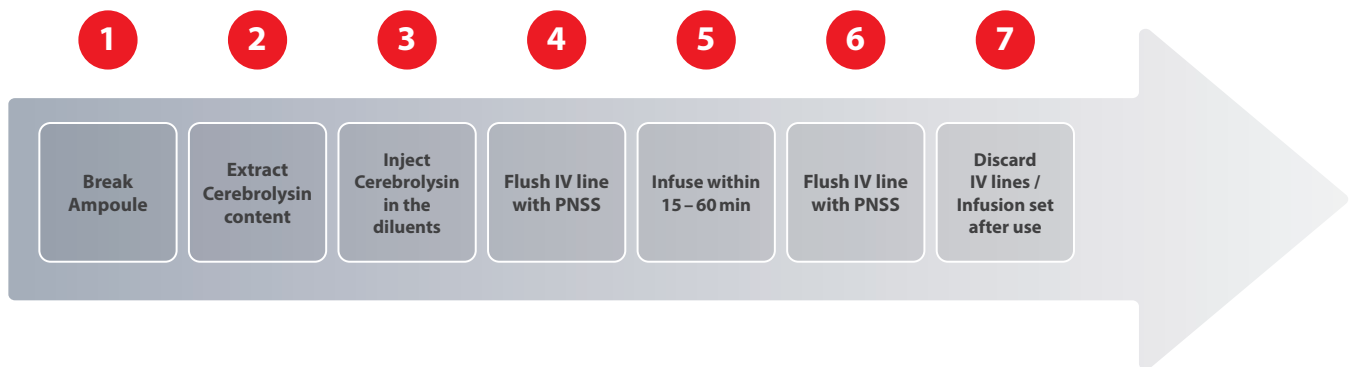 1
2
3
4
5
6
7
Break
Ampoule
Extract
Cerebrolysin
content
Inject
Cerebrolysin
in the
diluents
Flush IV line
with PNSS
Infuse within
15 – 60 min
Flush IV line
with PNSS
Discard
IV lines /
Infusion set
after use